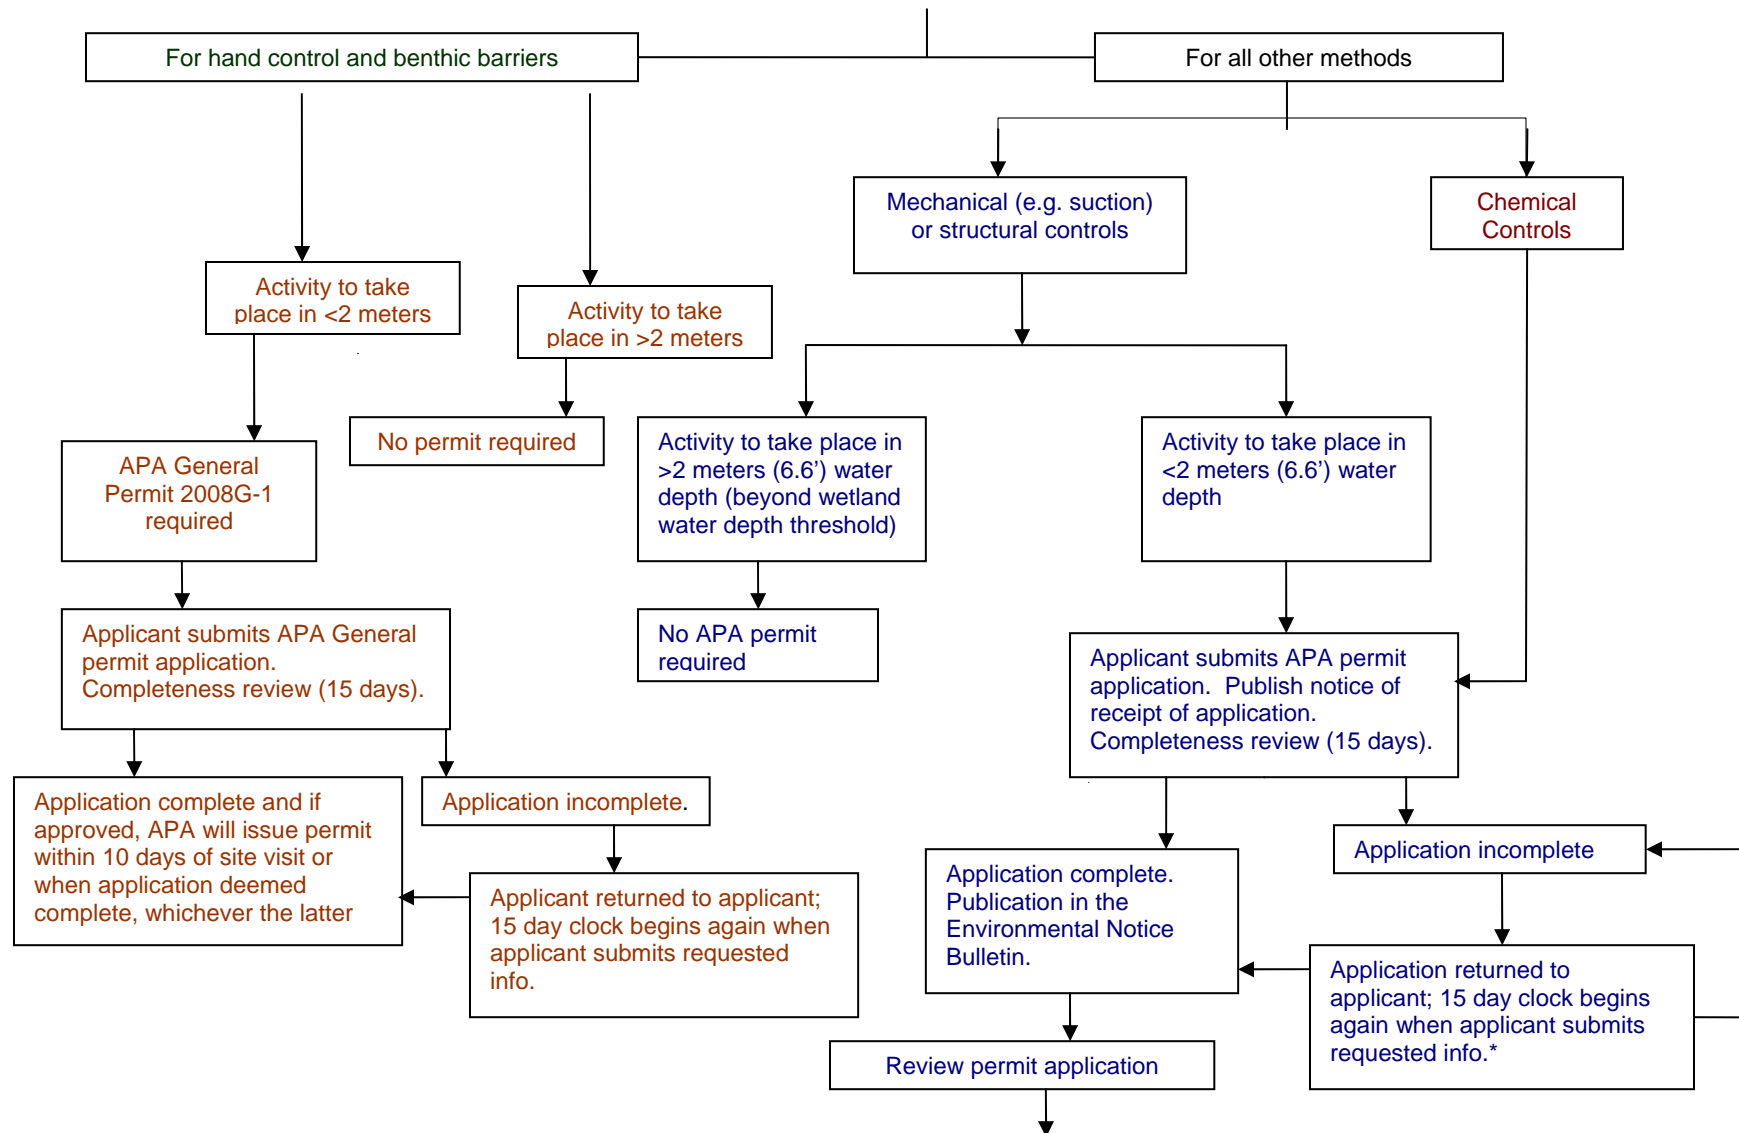 For hand control and benthic barriers
For all other methods
Mechanical (e.g. suction)
or structural controls
Chemical
Controls
Activity to take
place in <2 meters
Activity to take
place in >2 meters
No permit required
APA General
Permit 2008G-1
required
Activity to take place in
>2 meters (6.6’) water
depth (beyond wetland
water depth threshold)
Activity to take place in
<2 meters (6.6’) water
depth
Applicant submits APA General
permit application.
Completeness review (15 days).
No APA permit
required
Applicant submits APA permit
application.  Publish notice of
receipt of application.
Completeness review (15 days).
Application complete and if
approved, APA will issue permit
within 10 days of site visit or
when application deemed
complete, whichever the latter
Application incomplete.
Applicant returned to applicant;
15 day clock begins again when
applicant submits requested
info.
Application complete.
Publication in the
Environmental Notice
Bulletin.
Application incomplete
Application returned to
applicant; 15 day clock begins
again when applicant submits
requested info.*
Review permit application